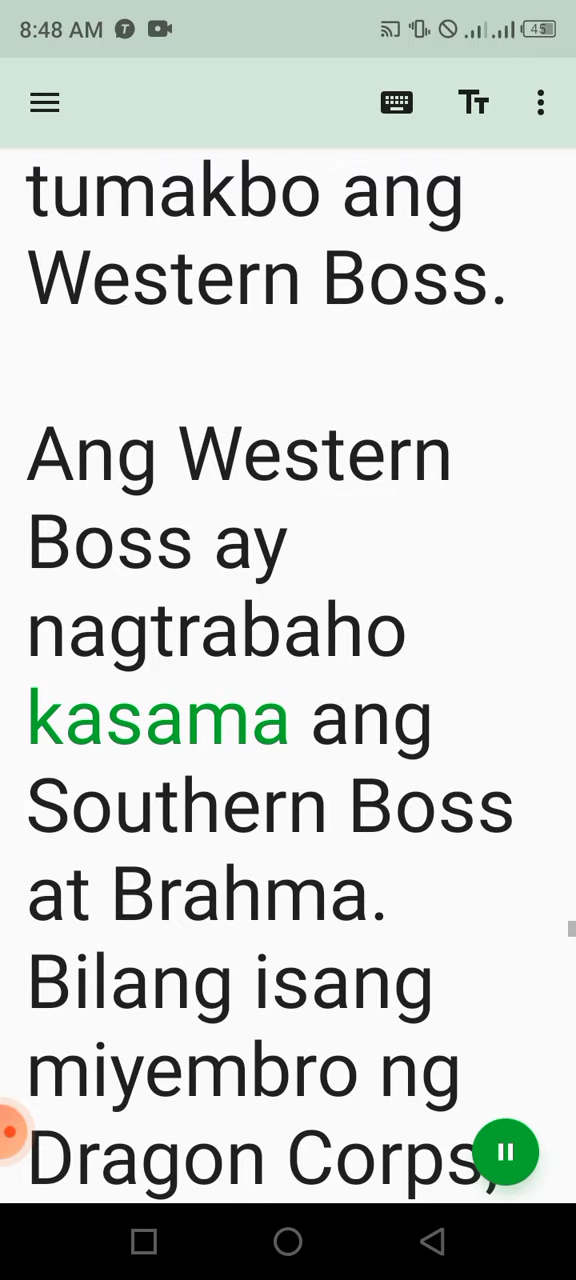 8:48 AM
45
tumakbo ang
Western Boss.
Ang Western
Boss ay
nagtrabaho
kasama ang
Southern Boss
at Brahma.
Bilang isang
miyembro ng
Dragon Corps,